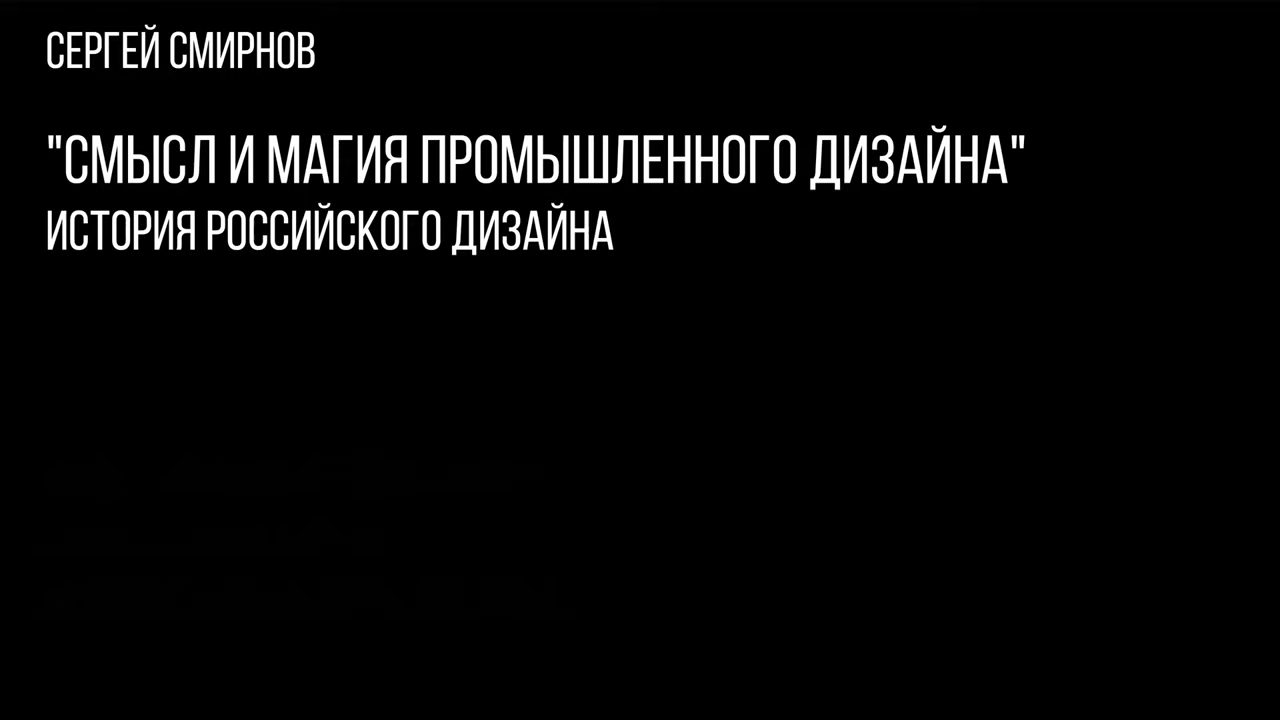 СЕРГЕЙ СМИРНОВ
"СМЫСЛ И МАГИЯ ПРОМЫШЛЕННОГО ДИЗАЙНА"
ИСТОРИЯ РОССИЙСКОГО ДИЗАЙНА